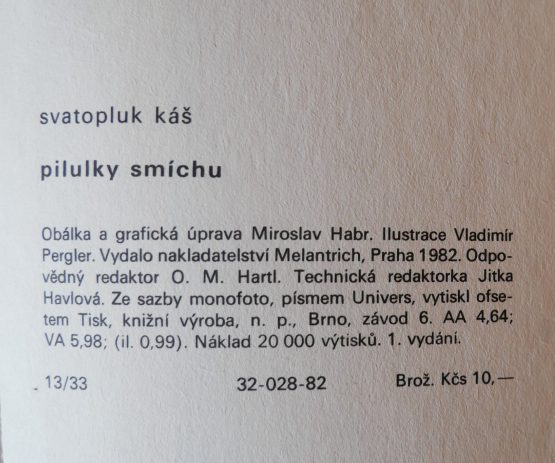 svatopluk káš
pilulky smíchu
Obálka a grafická úprava Miroslav Habr. Ilustrace Vladimír
Pergler. Vydalo nakladatelství Melantrich, Praha 1982. Odpo-
vědný redaktor O. M. Hartl. Technická redaktorka Jitka
Havlová. Ze sazby monofoto, písmem Univers, vytiskl ofse-
tem Tisk, knižní výroba, n. p., Brno, závod 6. AA 4,64;
VA 5,98; (il. 0,99). Náklad 20 000 výtisků. 1. vydání.
13/33 32-028-82 Brož. Kčs 10,—